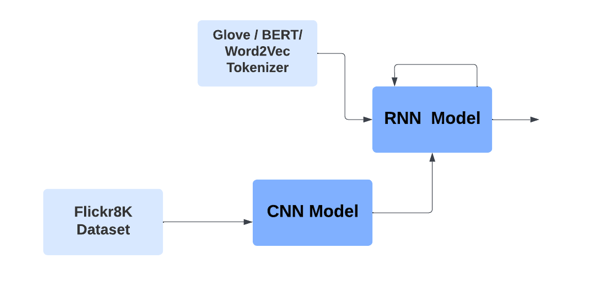 Glove / BERT/
Word2Vec
Tokenizer
RNN Model
CNN Model
Flickr8K
Dataset